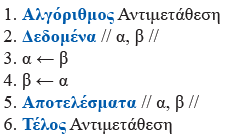 1. Αλγόριθμος Αντιμετάθεση
2. Δεδομένα // α, β //
3. α ← β
4. β ← α
5. Αποτελέσματα // α, β //
6. Τέλος Αντιμετάθεση